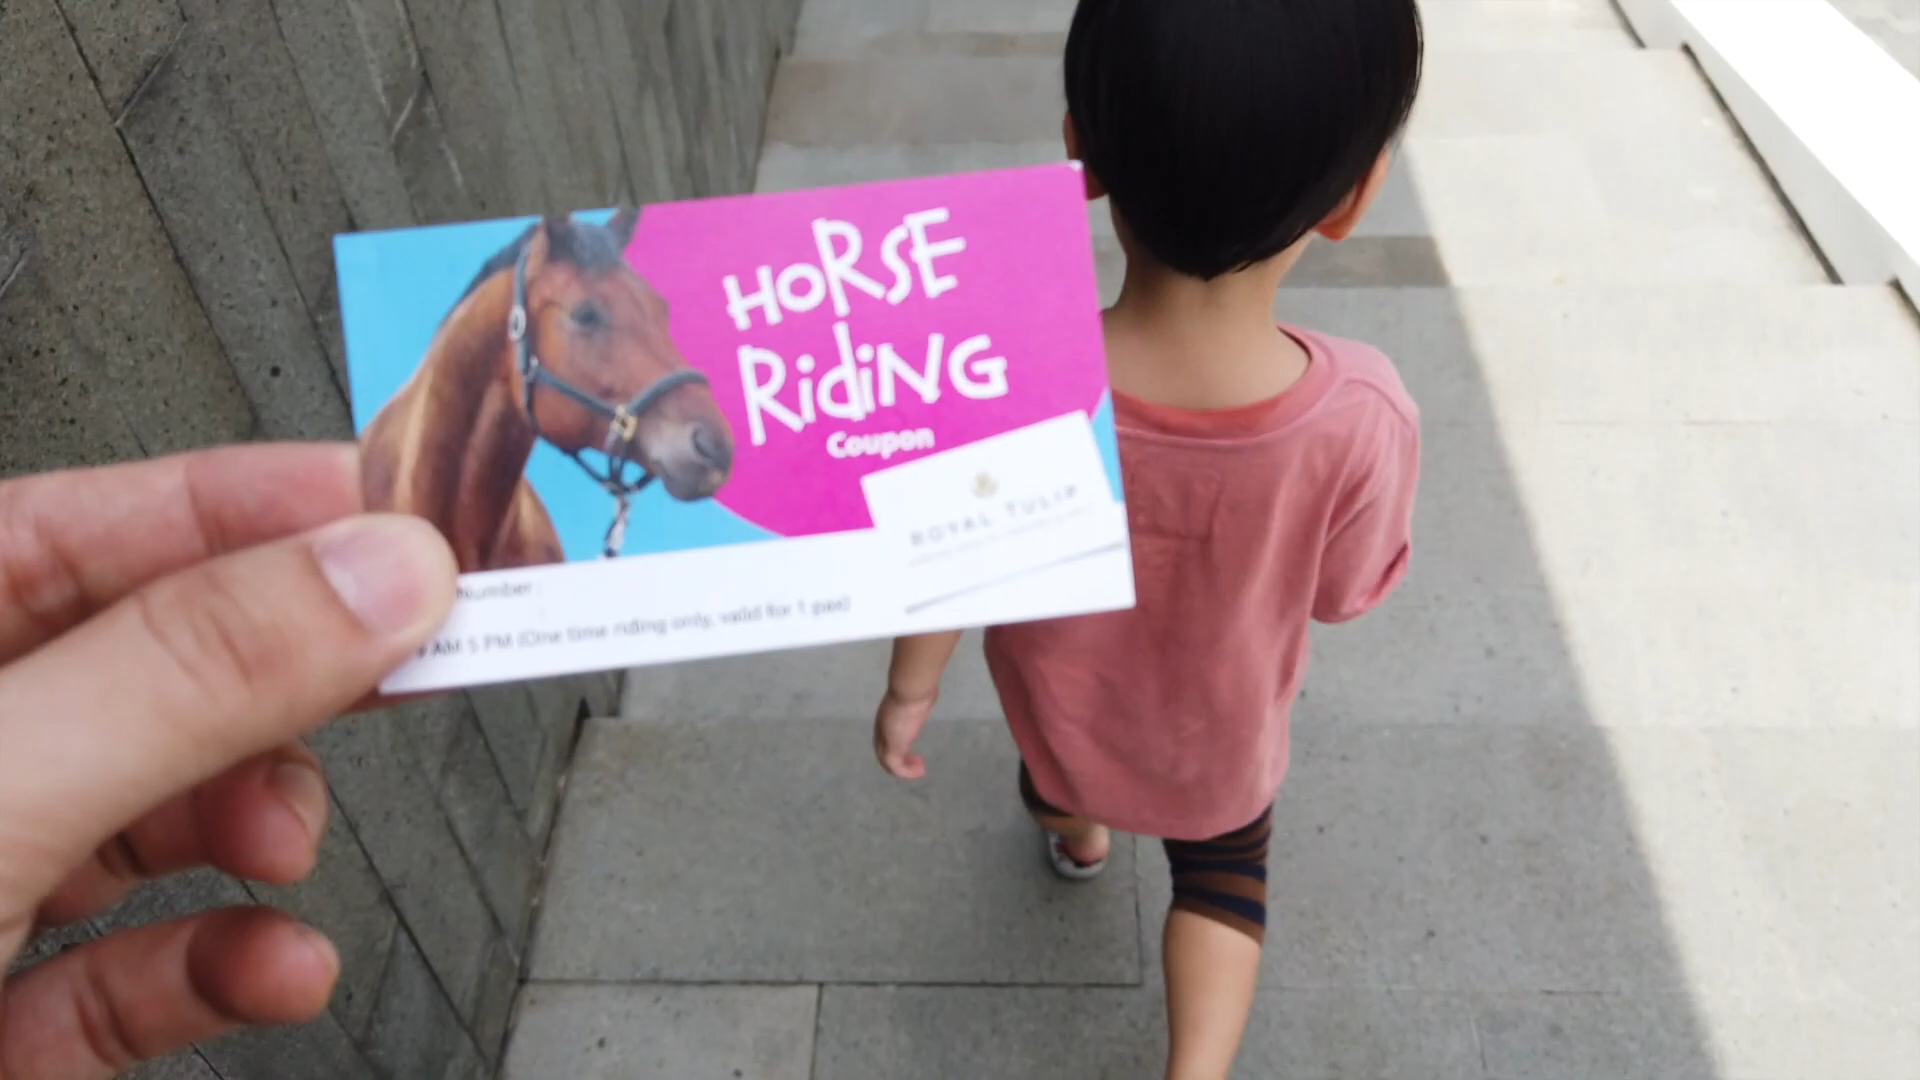 HORSE
RidiNG
Coupon
ROYAL TULIP
Number :
AM 5 PM (One time riding only, valid for 1 pax)